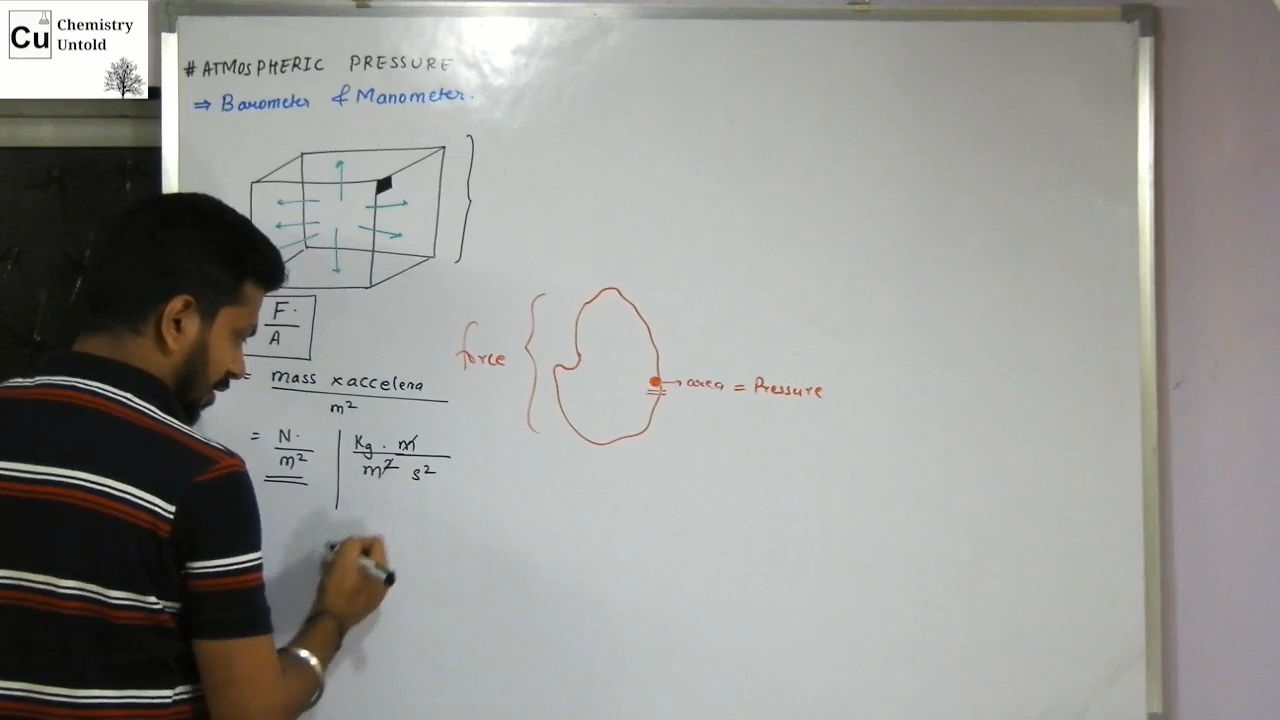 Cu Chemistry
Untold
# ATMOSPHERIC PRESSURE
⇒ Barometer & Manometer.
F.
A
= mass x accelera
m²
= N.
m²
Kg . m
m² s²
force
→ area = Pressure